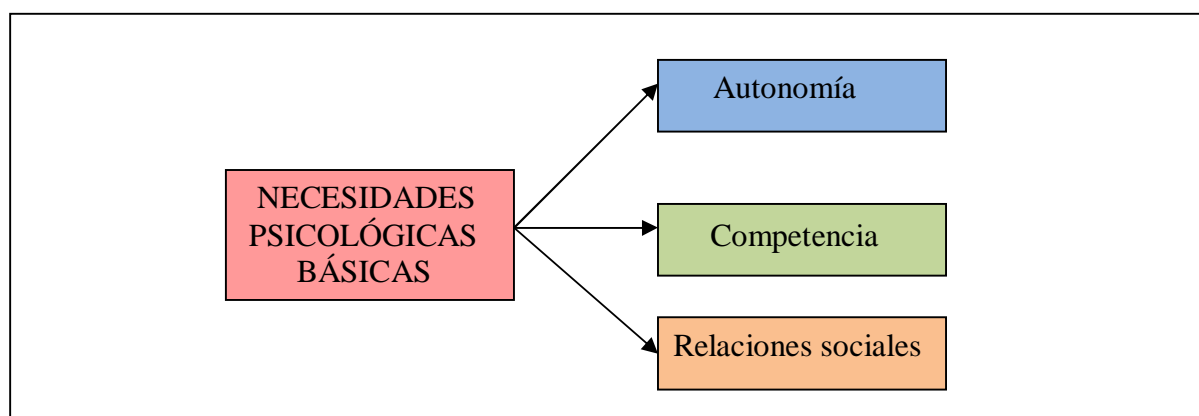 Autonomía
NECESIDADES
PSICOLÓGICAS
BÁSICAS
Competencia
Relaciones sociales